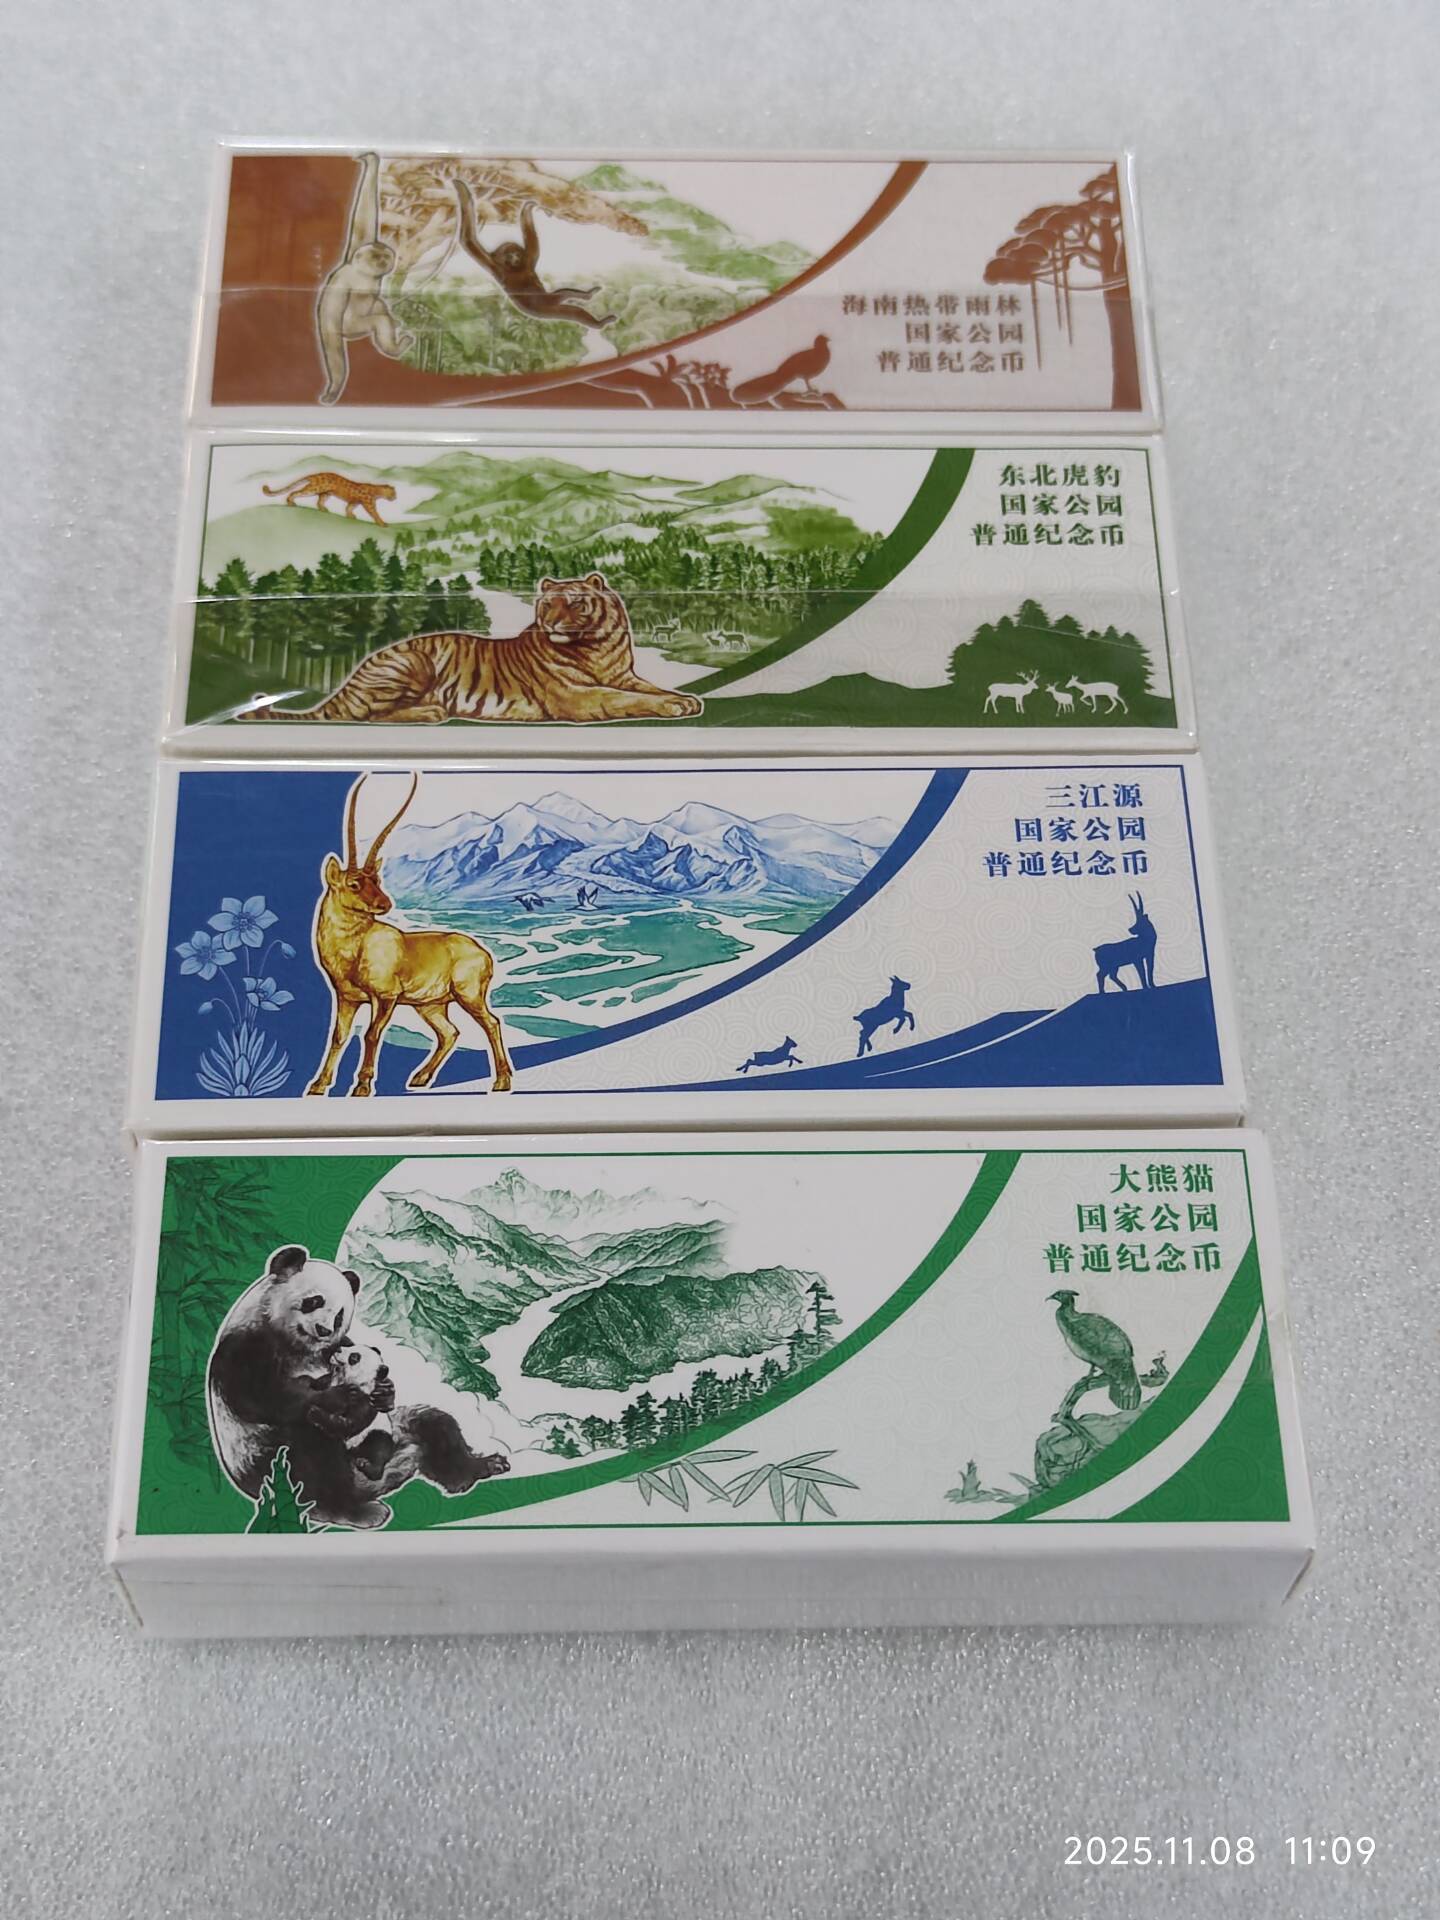 海南热带雨林
国家公园
普通纪念币
东北虎豹
国家公园
普通纪念币
三江源
国家公园
普通纪念币
大熊猫
国家公园
普通纪念币
2025.11.08 11:09